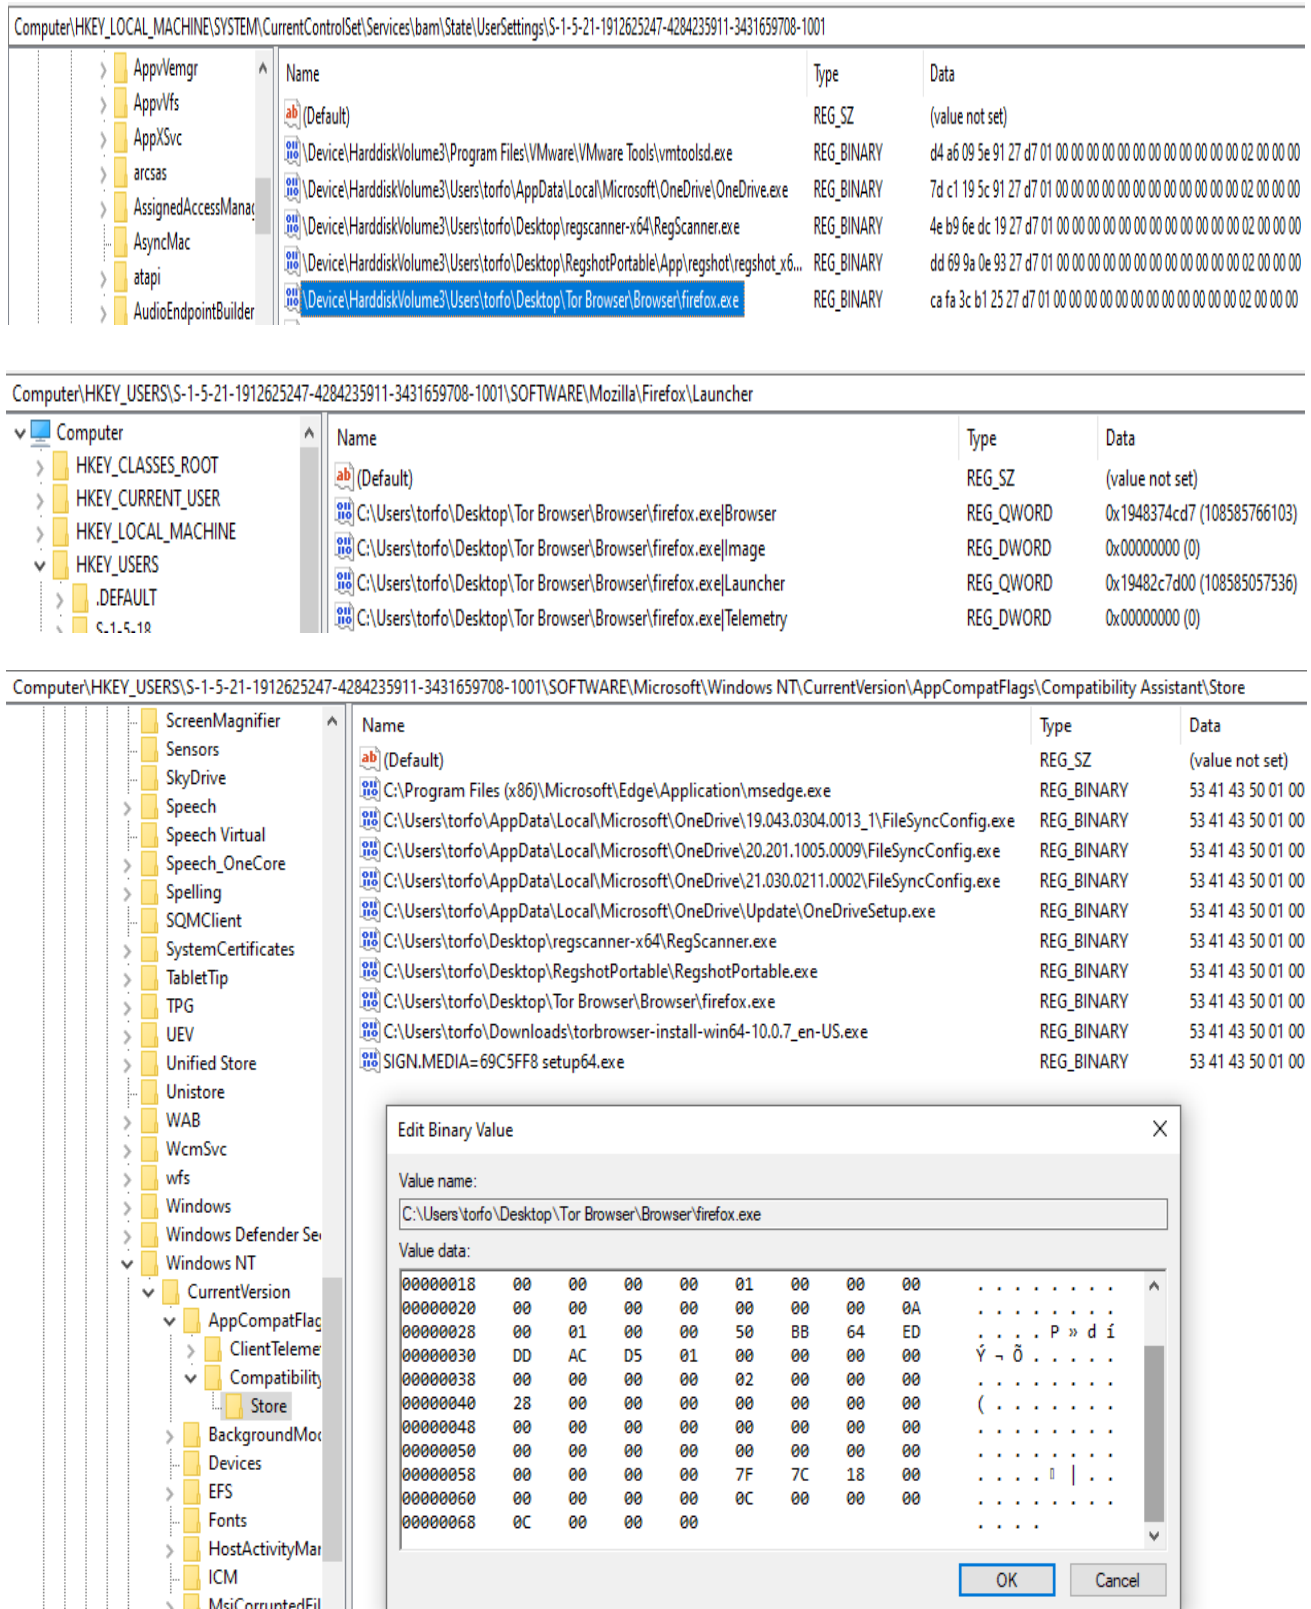 Computer\HKEY_LOCAL_MACHINE\SYSTEM\CurrentControlSet\Services\bam\State\UserSettings\S-1-5-21-1912625247-4284235911-3431659708-1001
AppvVemgr
AppvVfs
AppXSvc
arcsas
AssignedAccessManag
AsyncMac
atapi
AudioEndpointBuilder
Name Type Data
(Default) REG_SZ (value not set)
\Device\HarddiskVolume3\Program Files\VMware\VMware Tools\vmtoolsd.exe REG_BINARY d4 a6 09 5e 91 27 d7 01 00 00 00 00 00 00 00 00 00 00 00 00 02 00 00 00
\Device\HarddiskVolume3\Users\torfo\AppData\Local\Microsoft\OneDrive\OneDrive.exe REG_BINARY 7d c1 19 5c 91 27 d7 01 00 00 00 00 00 00 00 00 00 00 00 00 02 00 00 00
\Device\HarddiskVolume3\Users\torfo\Desktop\regscanner-x64\RegScanner.exe REG_BINARY 4e b9 6e dc 19 27 d7 01 00 00 00 00 00 00 00 00 00 00 00 00 02 00 00 00
\Device\HarddiskVolume3\Users\torfo\Desktop\RegshotPortable\App\regshot\regshot_x6... REG_BINARY dd 69 9a 0e 93 27 d7 01 00 00 00 00 00 00 00 00 00 00 00 00 02 00 00 00
\Device\HarddiskVolume3\Users\torfo\Desktop\Tor Browser\Browser\firefox.exe REG_BINARY ca fa 3c b1 25 27 d7 01 00 00 00 00 00 00 00 00 00 00 00 00 02 00 00 00
Computer\HKEY_USERS\S-1-5-21-1912625247-4284235911-3431659708-1001\SOFTWARE\Mozilla\Firefox\Launcher
Computer
HKEY_CLASSES_ROOT
HKEY_CURRENT_USER
HKEY_LOCAL_MACHINE
HKEY_USERS
.DEFAULT
S-1-5-18
Name Type Data
(Default) REG_SZ (value not set)
C:\Users\torfo\Desktop\Tor Browser\Browser\firefox.exe|Browser REG_QWORD 0x1948374cd7 (108585766103)
C:\Users\torfo\Desktop\Tor Browser\Browser\firefox.exe|Image REG_DWORD 0x00000000 (0)
C:\Users\torfo\Desktop\Tor Browser\Browser\firefox.exe|Launcher REG_QWORD 0x19482c7d00 (108585057536)
C:\Users\torfo\Desktop\Tor Browser\Browser\firefox.exe|Telemetry REG_DWORD 0x00000000 (0)
Computer\HKEY_USERS\S-1-5-21-1912625247-4284235911-3431659708-1001\SOFTWARE\Microsoft\Windows NT\CurrentVersion\AppCompatFlags\Compatibility Assistant\Store
ScreenMagnifier
Sensors
SkyDrive
Speech
Speech Virtual
Speech_OneCore
Spelling
SQMClient
SystemCertificates
TabletTip
TPG
UEV
Unified Store
Unistore
WAB
WcmSvc
wfs
Windows
Windows Defender Se
Windows NT
CurrentVersion
AppCompatFlag
ClientTeleme
Compatibility
Store
BackgroundMod
Devices
EFS
Fonts
HostActivityMan
ICM
MsiCorruptedFil
Name Type Data
(Default) REG_SZ (value not set)
C:\Program Files (x86)\Microsoft\Edge\Application\msedge.exe REG_BINARY 53 41 43 50 01 00
C:\Users\torfo\AppData\Local\Microsoft\OneDrive\19.043.0304.0013_1\FileSyncConfig.exe REG_BINARY 53 41 43 50 01 00
C:\Users\torfo\AppData\Local\Microsoft\OneDrive\20.201.1005.0009\FileSyncConfig.exe REG_BINARY 53 41 43 50 01 00
C:\Users\torfo\AppData\Local\Microsoft\OneDrive\21.030.0211.0002\FileSyncConfig.exe REG_BINARY 53 41 43 50 01 00
C:\Users\torfo\AppData\Local\Microsoft\OneDrive\Update\OneDriveSetup.exe REG_BINARY 53 41 43 50 01 00
C:\Users\torfo\Desktop\regscanner-x64\RegScanner.exe REG_BINARY 53 41 43 50 01 00
C:\Users\torfo\Desktop\RegshotPortable\RegshotPortable.exe REG_BINARY 53 41 43 50 01 00
C:\Users\torfo\Desktop\Tor Browser\Browser\firefox.exe REG_BINARY 53 41 43 50 01 00
C:\Users\torfo\Downloads\torbrowser-install-win64-10.0.7_en-US.exe REG_BINARY 53 41 43 50 01 00
SIGN.MEDIA=69C5FF8 setup64.exe REG_BINARY 53 41 43 50 01 00
Edit Binary Value
Value name:
C:\Users\torfo\Desktop\Tor Browser\Browser\firefox.exe
Value data:
00000018 00 00 00 00 01 00 00 00 . . . . . . . .
00000020 00 00 00 00 00 00 00 0A . . . . . . . .
00000028 00 01 00 00 50 BB 64 ED . . . . P » d í
00000030 DD AC D5 01 00 00 00 00 Ý ¬ Õ . . . . .
00000038 00 00 00 00 02 00 00 00 . . . . . . . .
00000040 28 00 00 00 00 00 00 00 ( . . . . . . .
00000048 00 00 00 00 00 00 00 00 . . . . . . . .
00000050 00 00 00 00 00 00 00 00 . . . . . . . .
00000058 00 00 00 00 7F 7C 18 00 . . . . ▯ | . .
00000060 00 00 00 00 0C 00 00 00 . . . . . . . .
00000068 0C 00 00 00 . . . .
OK Cancel